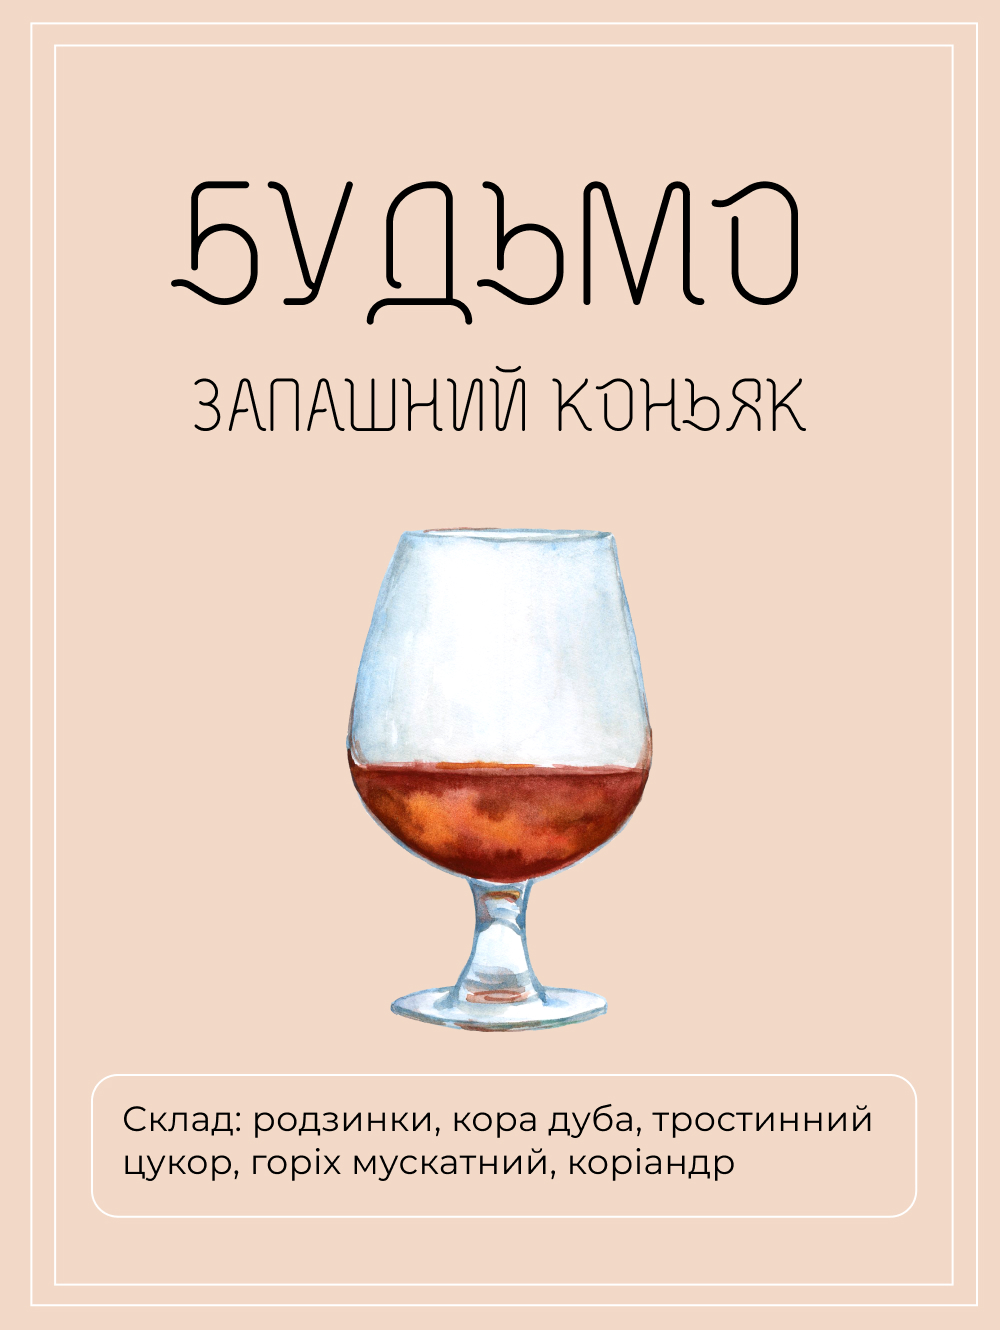 БУДЬМО
ЗАПАШНИЙ КОНЬЯК
Склад: родзинки, кора дуба, тростинний
цукор, горіх мускатний, коріандр